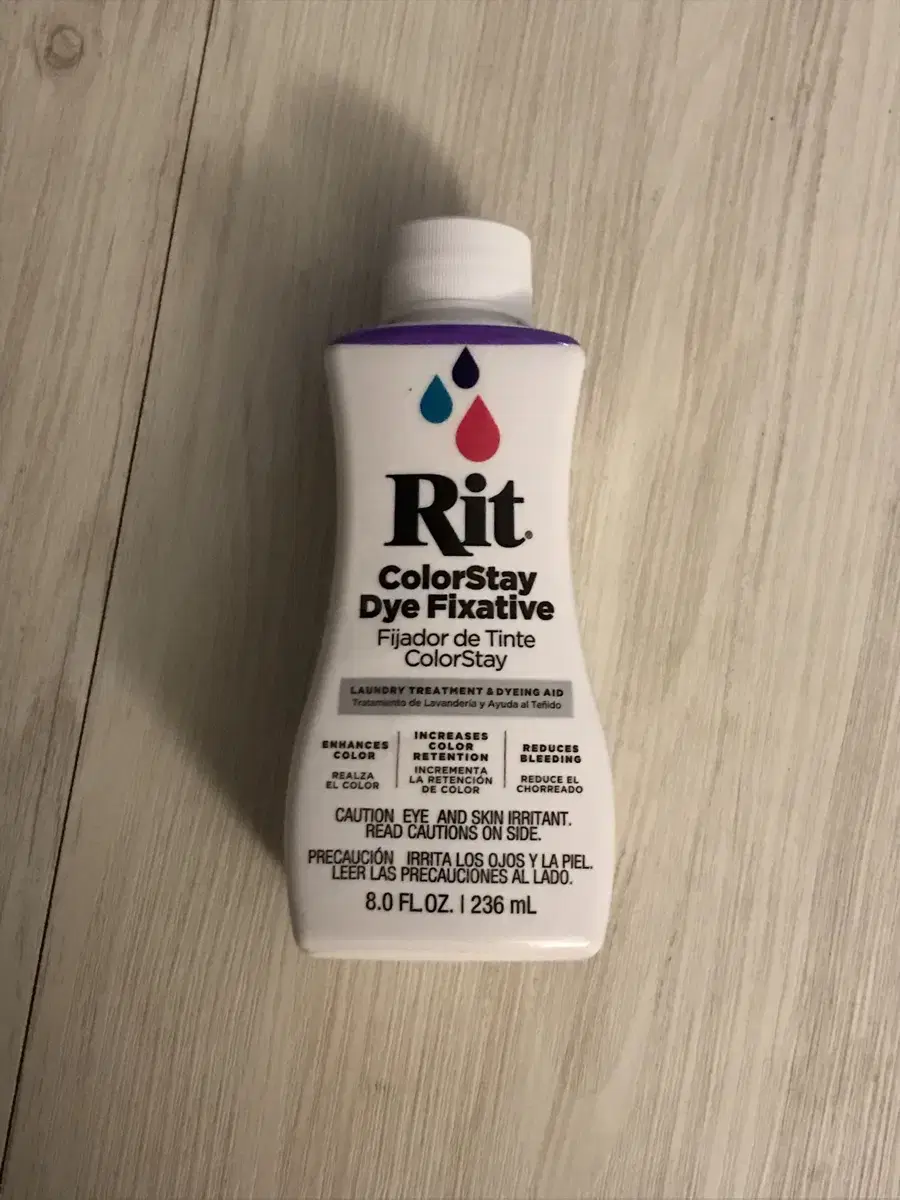 Rit®
ColorStay
Dye Fixative
Fijador de Tinte
ColorStay
LAUNDRY TREATMENT & DYEING AID
Tratamiento de Lavandería y Ayuda al Teñido
ENHANCES
COLOR
REALZA
EL COLOR
INCREASES
COLOR
RETENTION
INCREMENTA
LA RETENCIÓN
DE COLOR
REDUCES
BLEEDING
REDUCE EL
CHORREADO
CAUTION EYE AND SKIN IRRITANT.
READ CAUTIONS ON SIDE.
PRECAUCIÓN IRRITA LOS OJOS Y LA PIEL.
LEER LAS PRECAUCIONES AL LADO.
8.0 FL OZ. | 236 mL